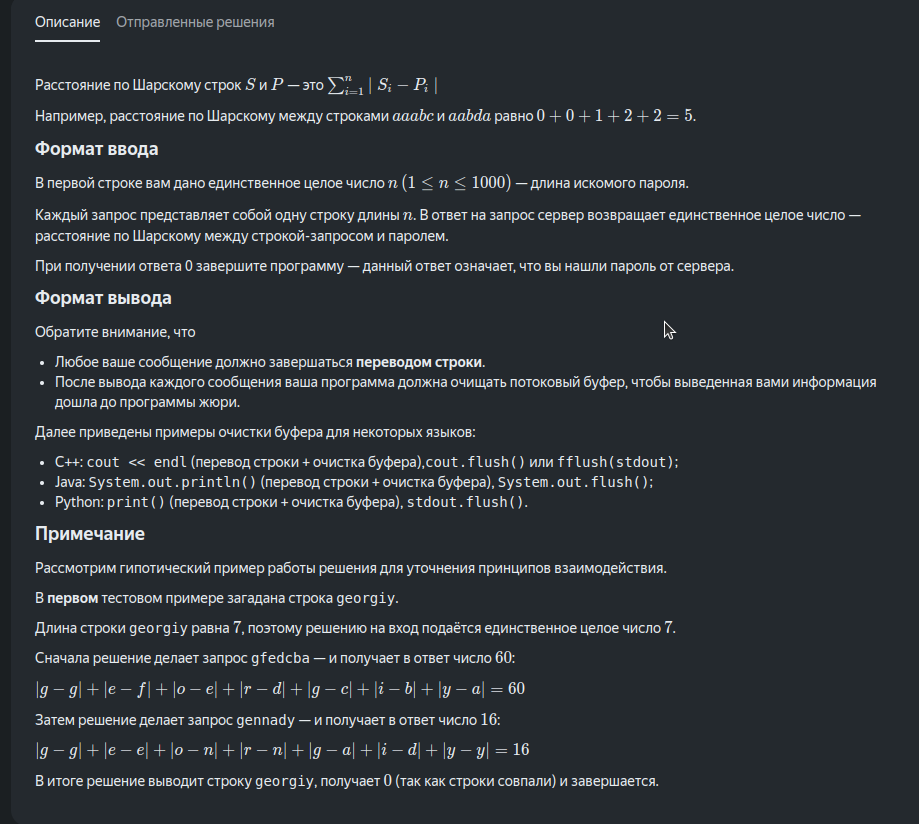 Описание Отправленные решения
Расстояние по Шарскому строк S и P — это ∑ⁿᵢ₌₁ | Sᵢ − Pᵢ |
Например, расстояние по Шарскому между строками aaabc и aabda равно 0 + 0 + 1 + 2 + 2 = 5.
Формат ввода
В первой строке вам дано единственное целое число n (1 ≤ n ≤ 1000) — длина искомого пароля.
Каждый запрос представляет собой одну строку длины n. В ответ на запрос сервер возвращает единственное целое число —
расстояние по Шарскому между строкой-запросом и паролем.
При получении ответа 0 завершите программу — данный ответ означает, что вы нашли пароль от сервера.
Формат вывода
Обратите внимание, что
• Любое ваше сообщение должно завершаться переводом строки.
• После вывода каждого сообщения ваша программа должна очищать потоковый буфер, чтобы выведенная вами информация
дошла до программы жюри.
Далее приведены примеры очистки буфера для некоторых языков:
• C++: cout << endl (перевод строки + очистка буфера),cout.flush() или fflush(stdout);
• Java: System.out.println() (перевод строки + очистка буфера), System.out.flush();
• Python: print() (перевод строки + очистка буфера), stdout.flush().
Примечание
Рассмотрим гипотический пример работы решения для уточнения принципов взаимодействия.
В первом тестовом примере загадана строка georgiy.
Длина строки georgiy равна 7, поэтому решению на вход подаётся единственное целое число 7.
Сначала решение делает запрос gfedcba — и получает в ответ число 60:
|g − g| + |e − f| + |o − e| + |r − d| + |g − c| + |i − b| + |y − a| = 60
Затем решение делает запрос gennady — и получает в ответ число 16:
|g − g| + |e − e| + |o − n| + |r − n| + |g − a| + |i − d| + |y − y| = 16
В итоге решение выводит строку georgiy, получает 0 (так как строки совпали) и завершается.